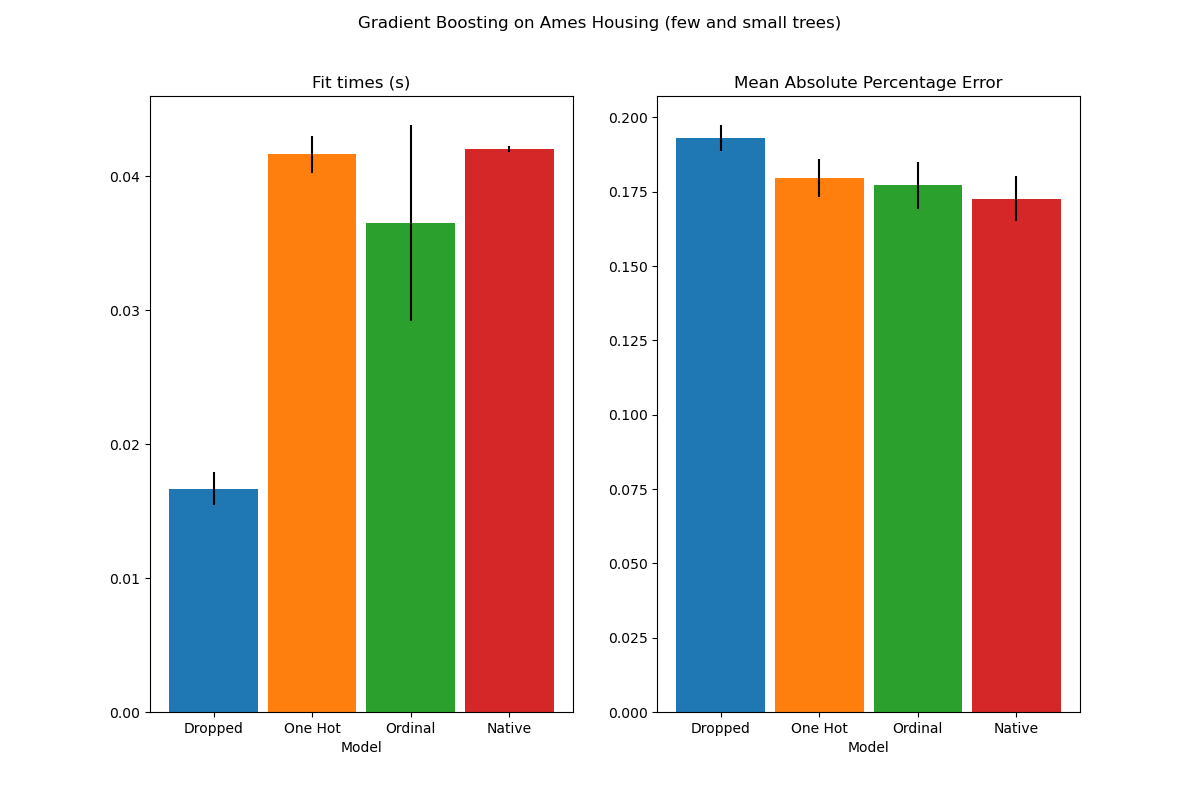 Gradient Boosting on Ames Housing (few and small trees)
Fit times (s)
0.04
0.03
0.02
0.01
0.00
Dropped One Hot Ordinal Native
Model
Mean Absolute Percentage Error
0.200
0.175
0.150
0.125
0.100
0.075
0.050
0.025
0.000
Dropped One Hot Ordinal Native
Model